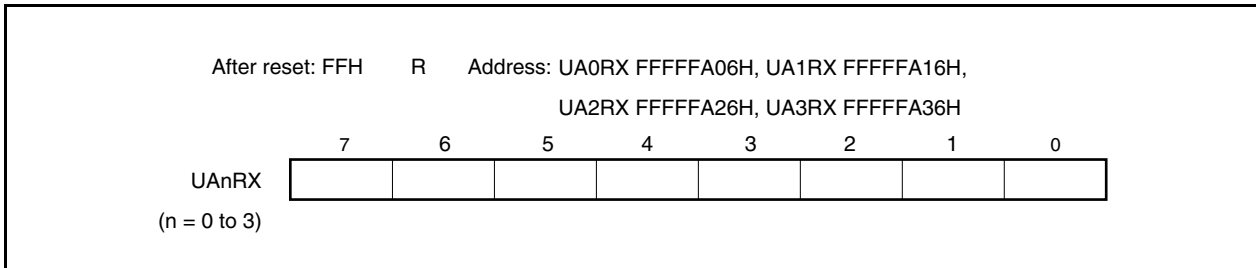 After reset: FFH R Address: UA0RX FFFFFA06H, UA1RX FFFFFA16H,
UA2RX FFFFFA26H, UA3RX FFFFFA36H
7 6 5 4 3 2 1 0
UAnRX
(n = 0 to 3)